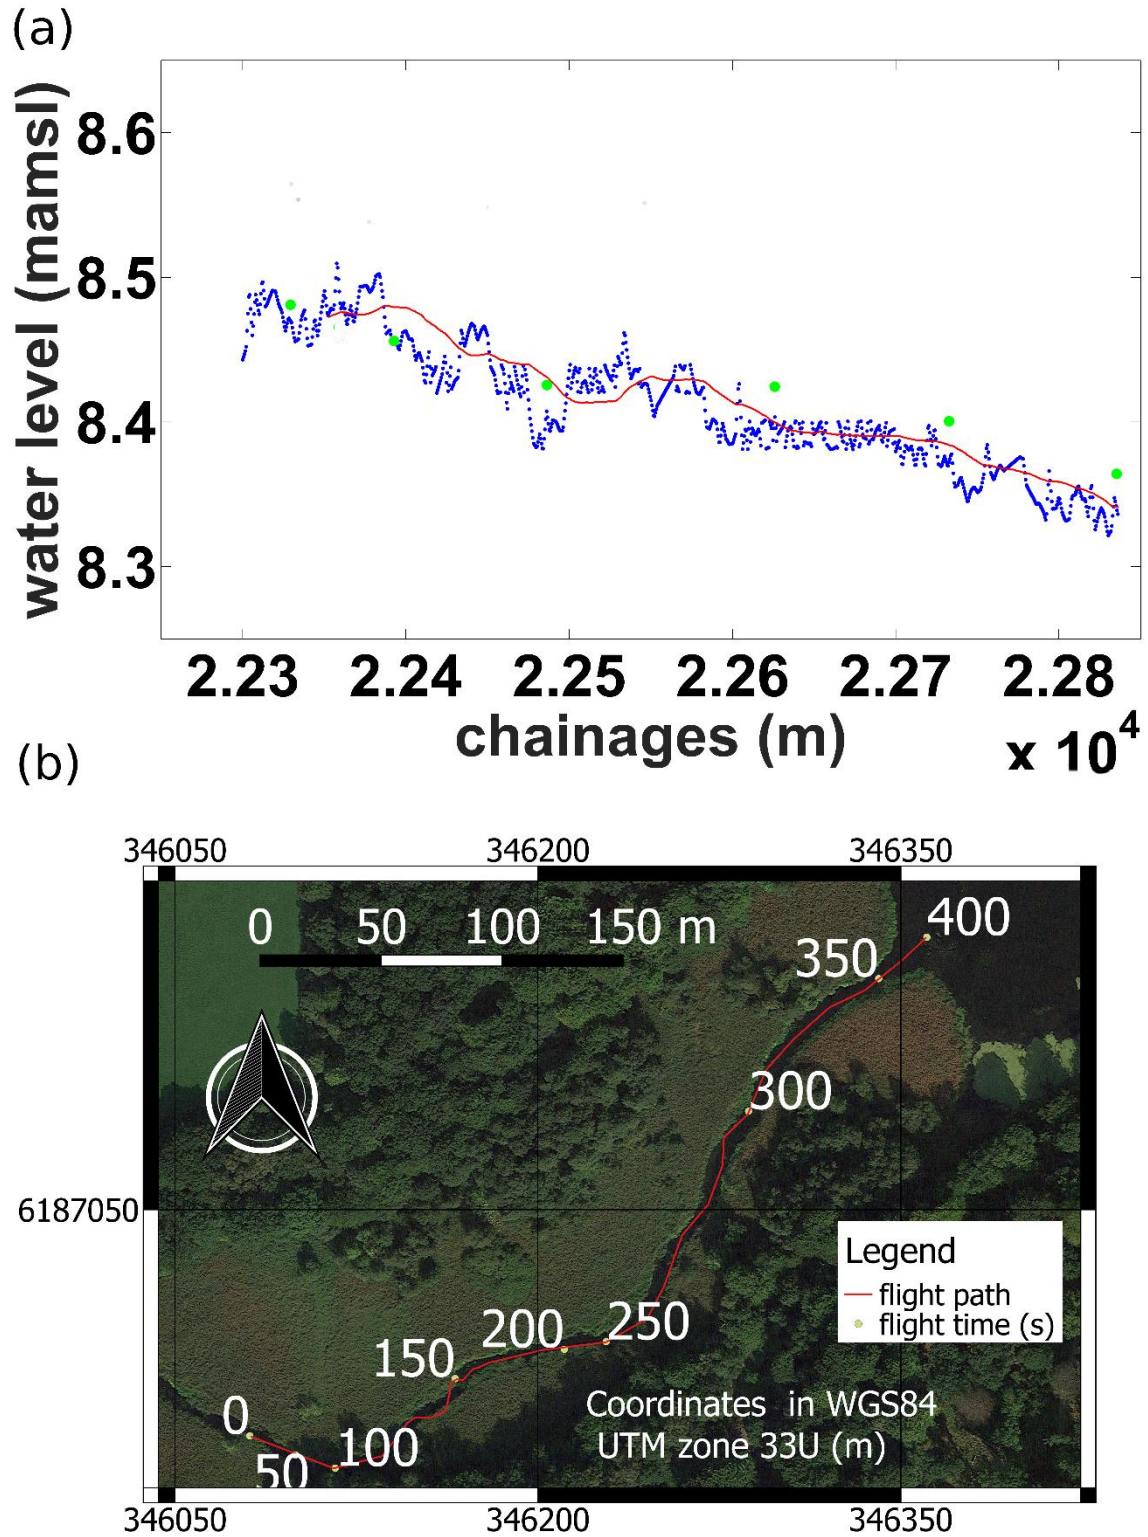 (a)
water level (mamsl)
8.6
8.5
8.4
8.3
2.23 2.24 2.25 2.26 2.27 2.28
chainages (m)
x 10⁴
(b)
346050 346200 346350
0 50 100 150 m
400
350
300
6187050
Legend
flight path
flight time (s)
250
200
150
Coordinates in WGS84
UTM zone 33U (m)
0
100
50
346050 346200 346350